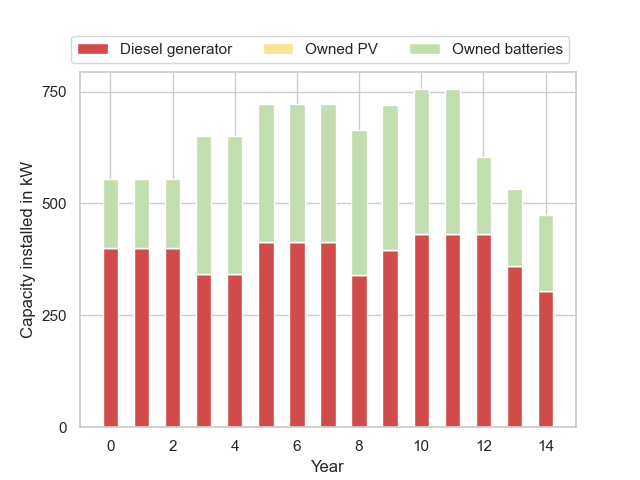 Diesel generator Owned PV Owned batteries
Capacity installed in kW
750
500
250
0
0 2 4 6 8 10 12 14
Year